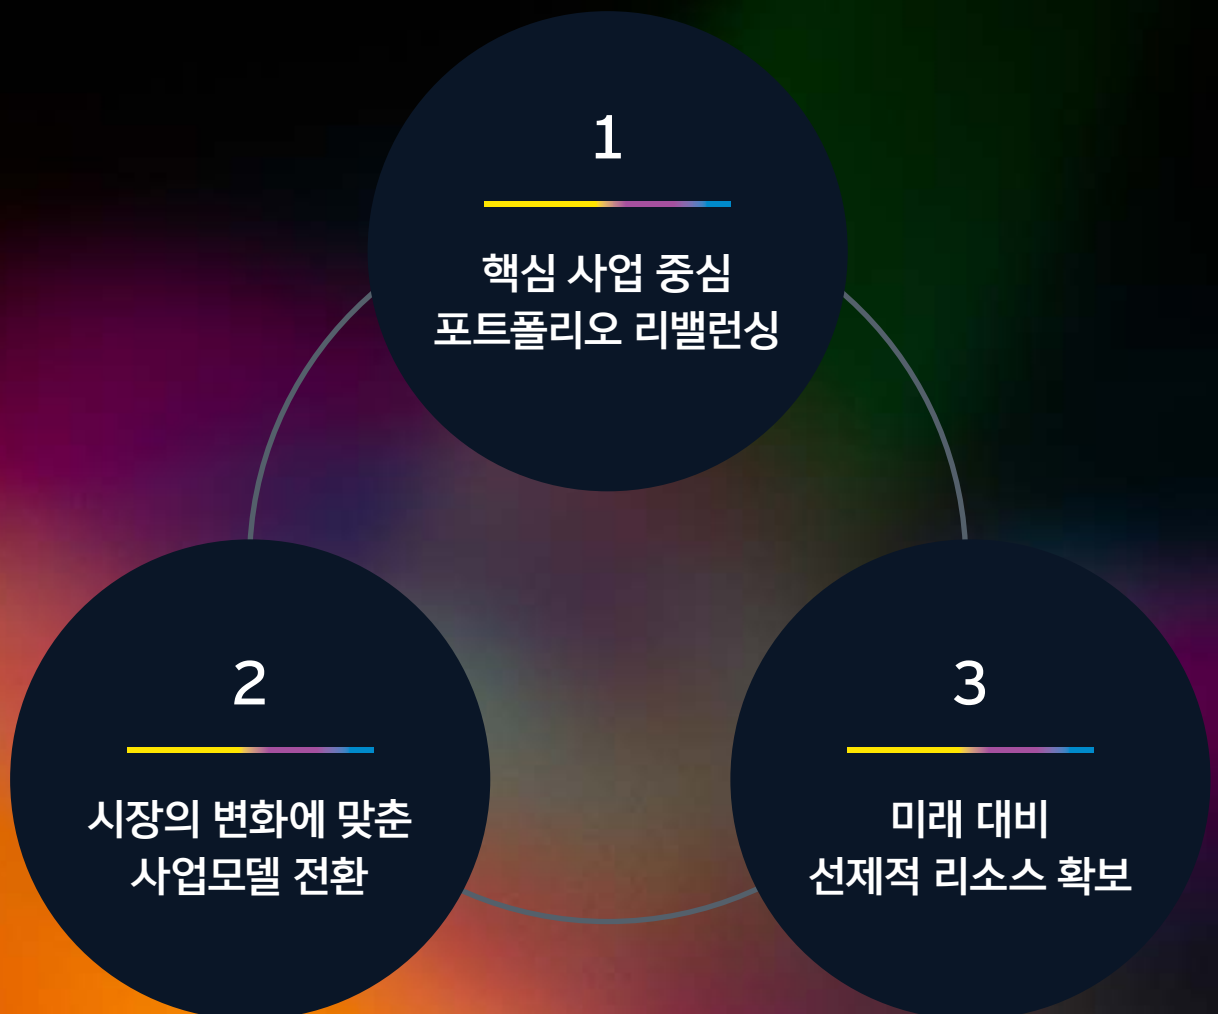 1
핵심 사업 중심
포트폴리오 리밸런싱
2
시장의 변화에 맞춘
사업모델 전환
3
미래 대비
선제적 리소스 확보